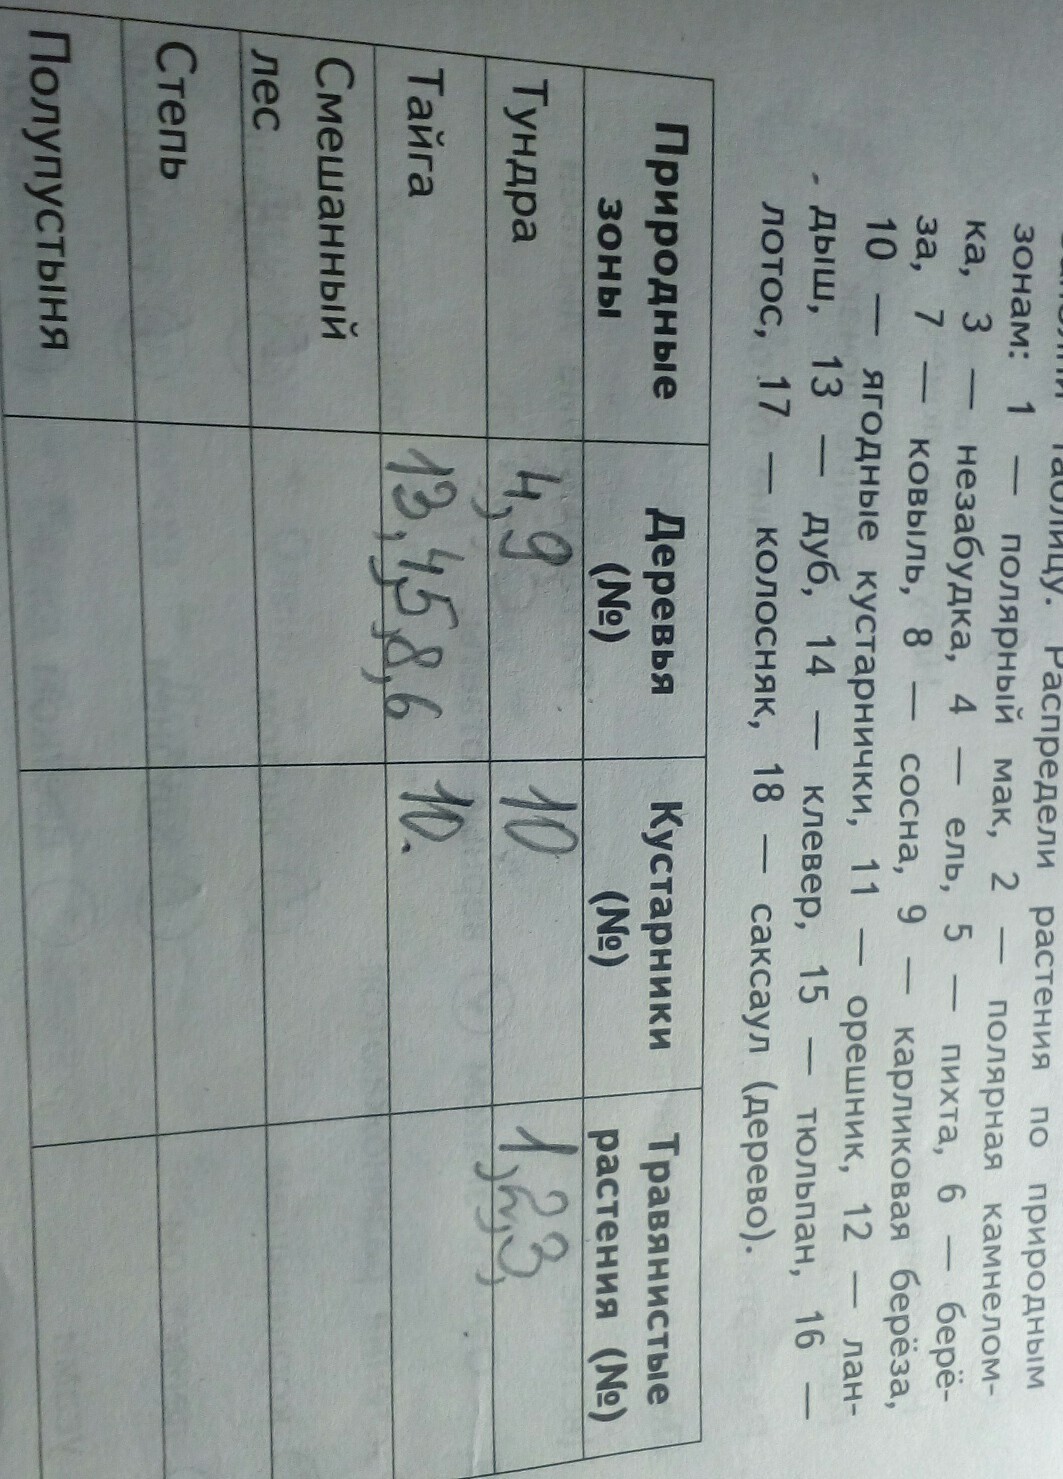 таблицу. Распредели растения по природным
зонам: 1 — полярный мак, 2 — полярная камнелом-
ка, 3 — незабудка, 4 — ель, 5 — пихта, 6 — берё-
за, 7 — ковыль, 8 — сосна, 9 — карликовая берёза,
10 — ягодные кустарнички, 11 — орешник, 12 — лан-
дыш, 13 — дуб, 14 — клевер, 15 — тюльпан, 16 —
лотос, 17 — колосняк, 18 — саксаул (дерево).
Природные зоны Деревья (№) Кустарники (№) Травянистые растения (№)
Тундра 4, 9 10 1, 2, 3,
Тайга 13, 4, 5, 8, 6 10.
Смешанный
лес
Степь
Полупустыня